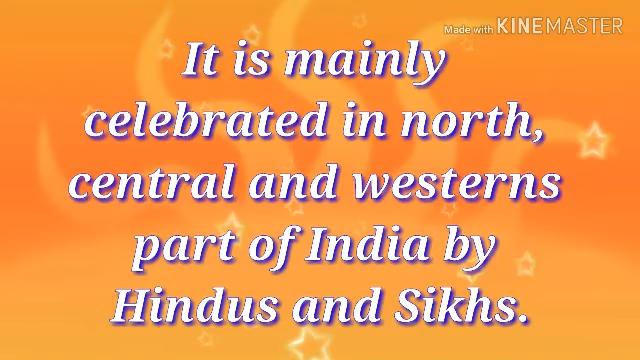 Made with KINEMASTER
It is mainly
celebrated in north,
central and westerns
part of India by
Hindus and Sikhs.